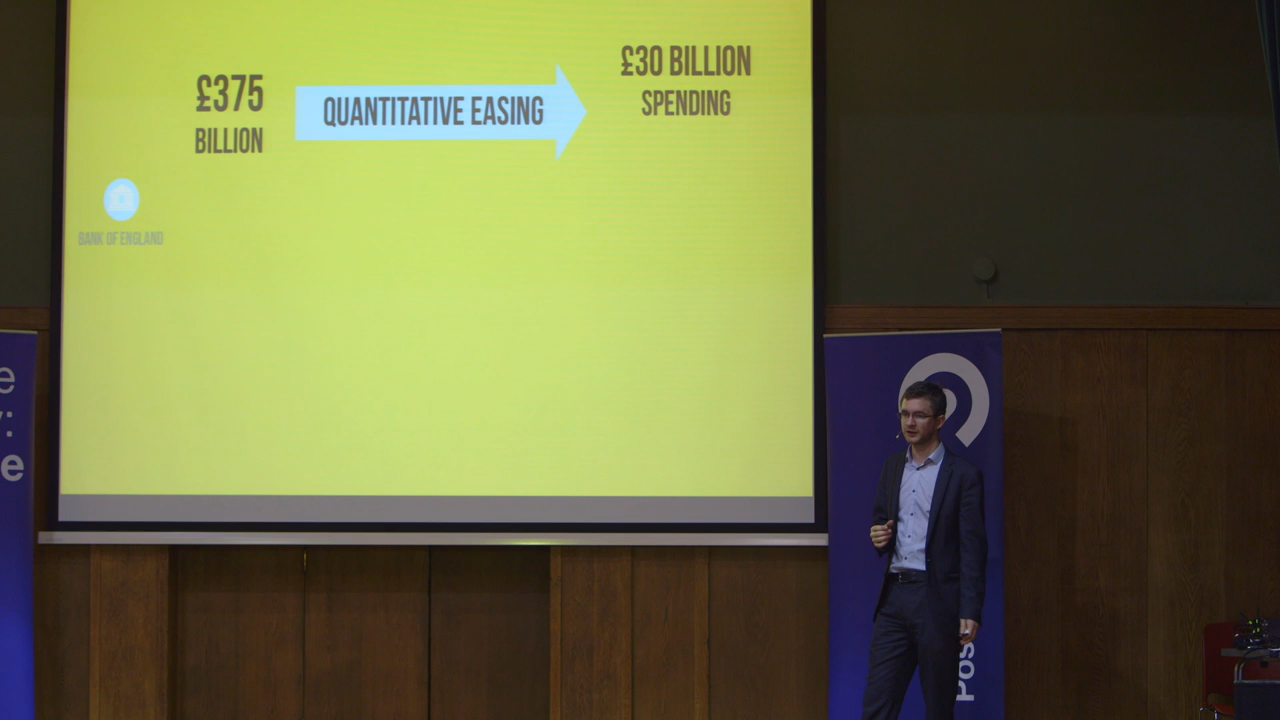 £375
BILLION
QUANTITATIVE EASING
£30 BILLION
SPENDING
BANK OF ENGLAND
e
y:
e
Pos